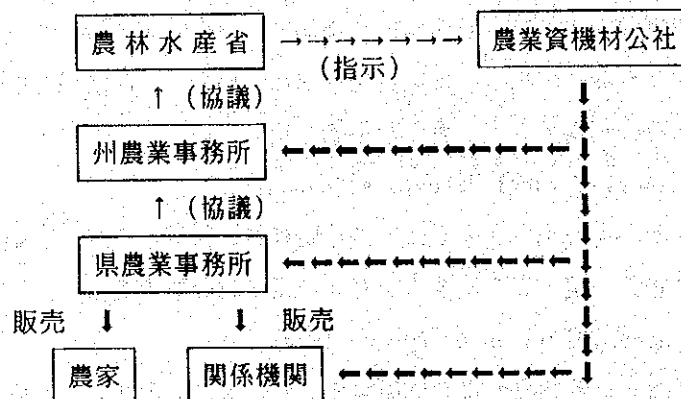 農林水産省 →→→→→→→ 農業資機材公社
(指示)
↑ (協議)
州農業事務所
↑ (協議)
県農業事務所
販売 ↓ ↓ 販売
農家 関係機関